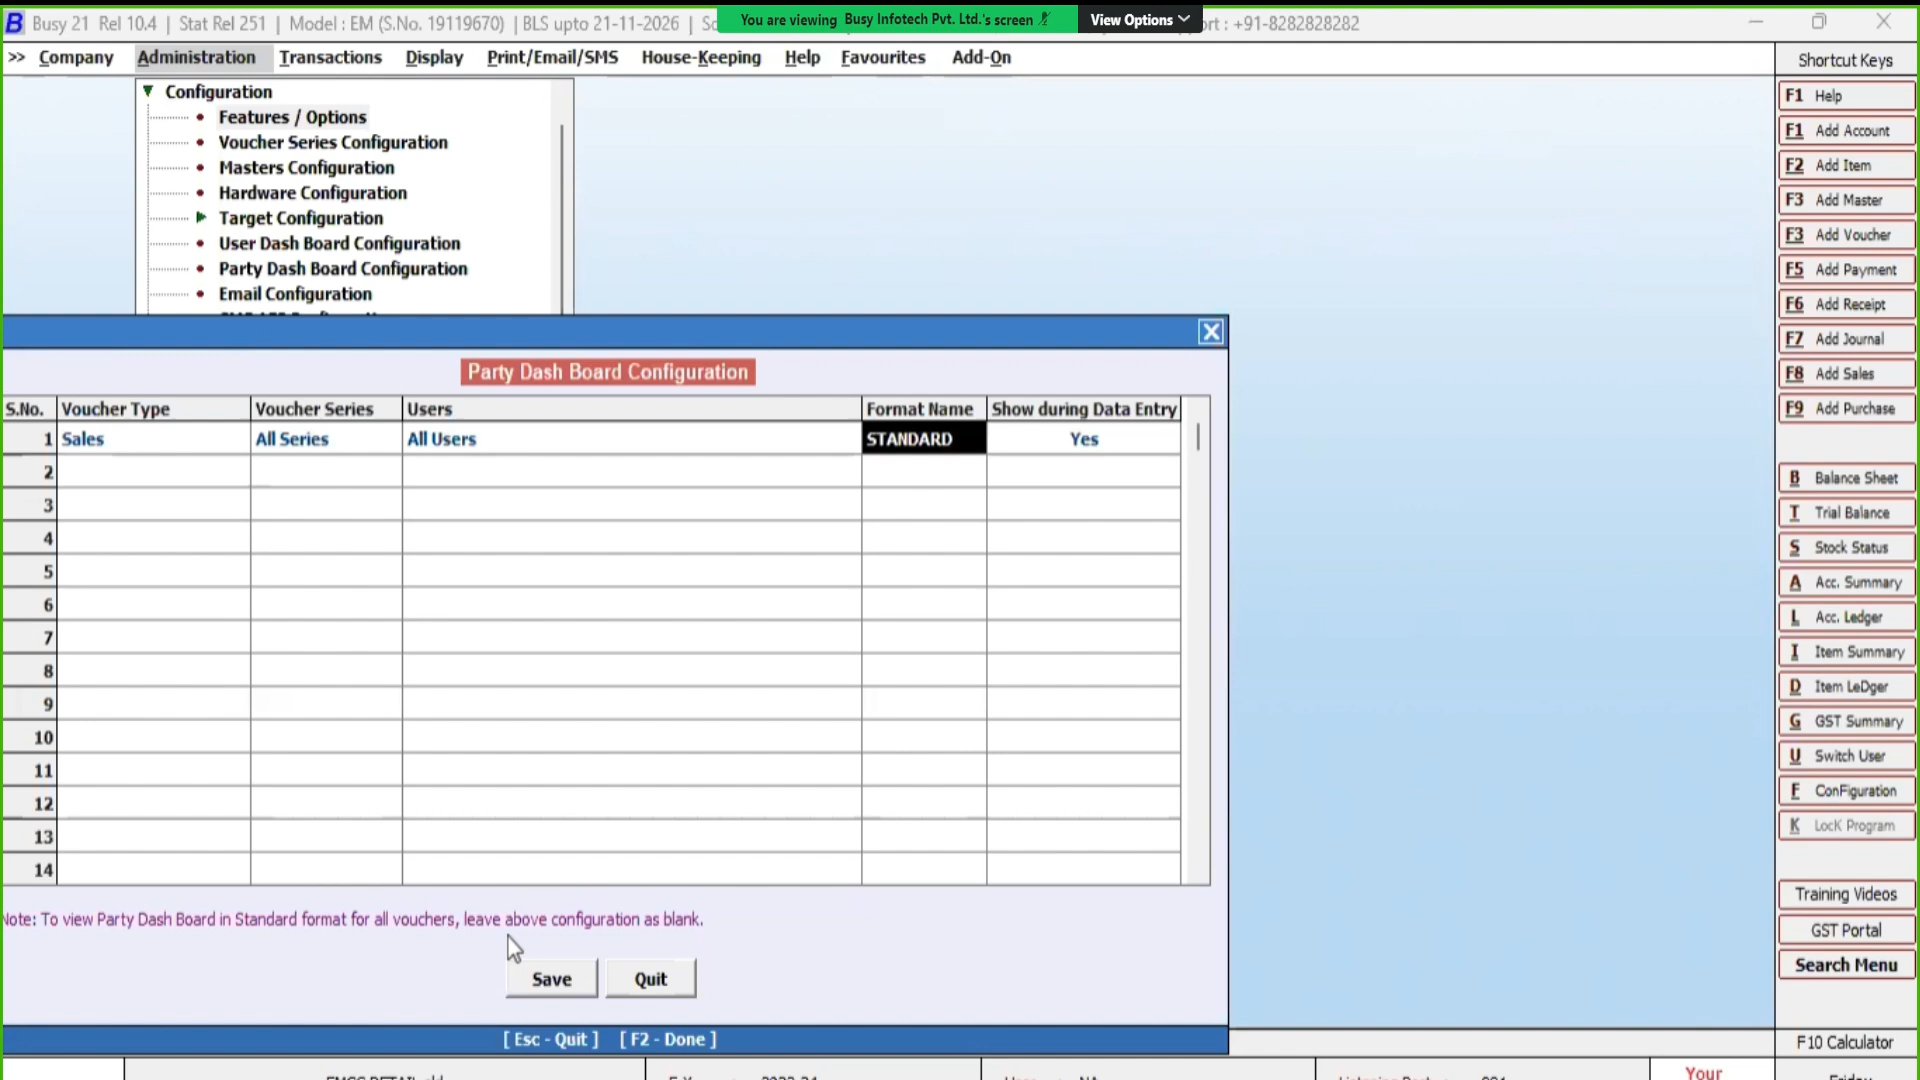 B Busy 21 Rel 10.4 | Stat Rel 251 | Model : EM (S.No. 19119670) | BLS upto 21-11-2026 |
You are viewing Busy Infotech Pvt. Ltd.'s screen
View Options
: +91-8282828282
>> Company Administration Transactions Display Print/Email/SMS House-Keeping Help Favourites Add-On
Configuration
Features / Options
Voucher Series Configuration
Masters Configuration
Hardware Configuration
Target Configuration
User Dash Board Configuration
Party Dash Board Configuration
Email Configuration
Party Dash Board Configuration
S.No. Voucher Type Voucher Series Users Format Name Show during Data Entry
1 Sales All Series All Users STANDARD Yes
2
3
4
5
6
7
8
9
10
11
12
13
14
Note: To view Party Dash Board in Standard format for all vouchers, leave above configuration as blank.
Save Quit
[ Esc - Quit ] [ F2 - Done ]
Shortcut Keys
F1 Help
F1 Add Account
F2 Add Item
F3 Add Master
F3 Add Voucher
F5 Add Payment
F6 Add Receipt
F7 Add Journal
F8 Add Sales
F9 Add Purchase
B Balance Sheet
T Trial Balance
S Stock Status
A Acc. Summary
L Acc. Ledger
I Item Summary
D Item LeDger
G GST Summary
U Switch User
F ConFiguration
K LocK Program
Training Videos
GST Portal
Search Menu
F10 Calculator
Your